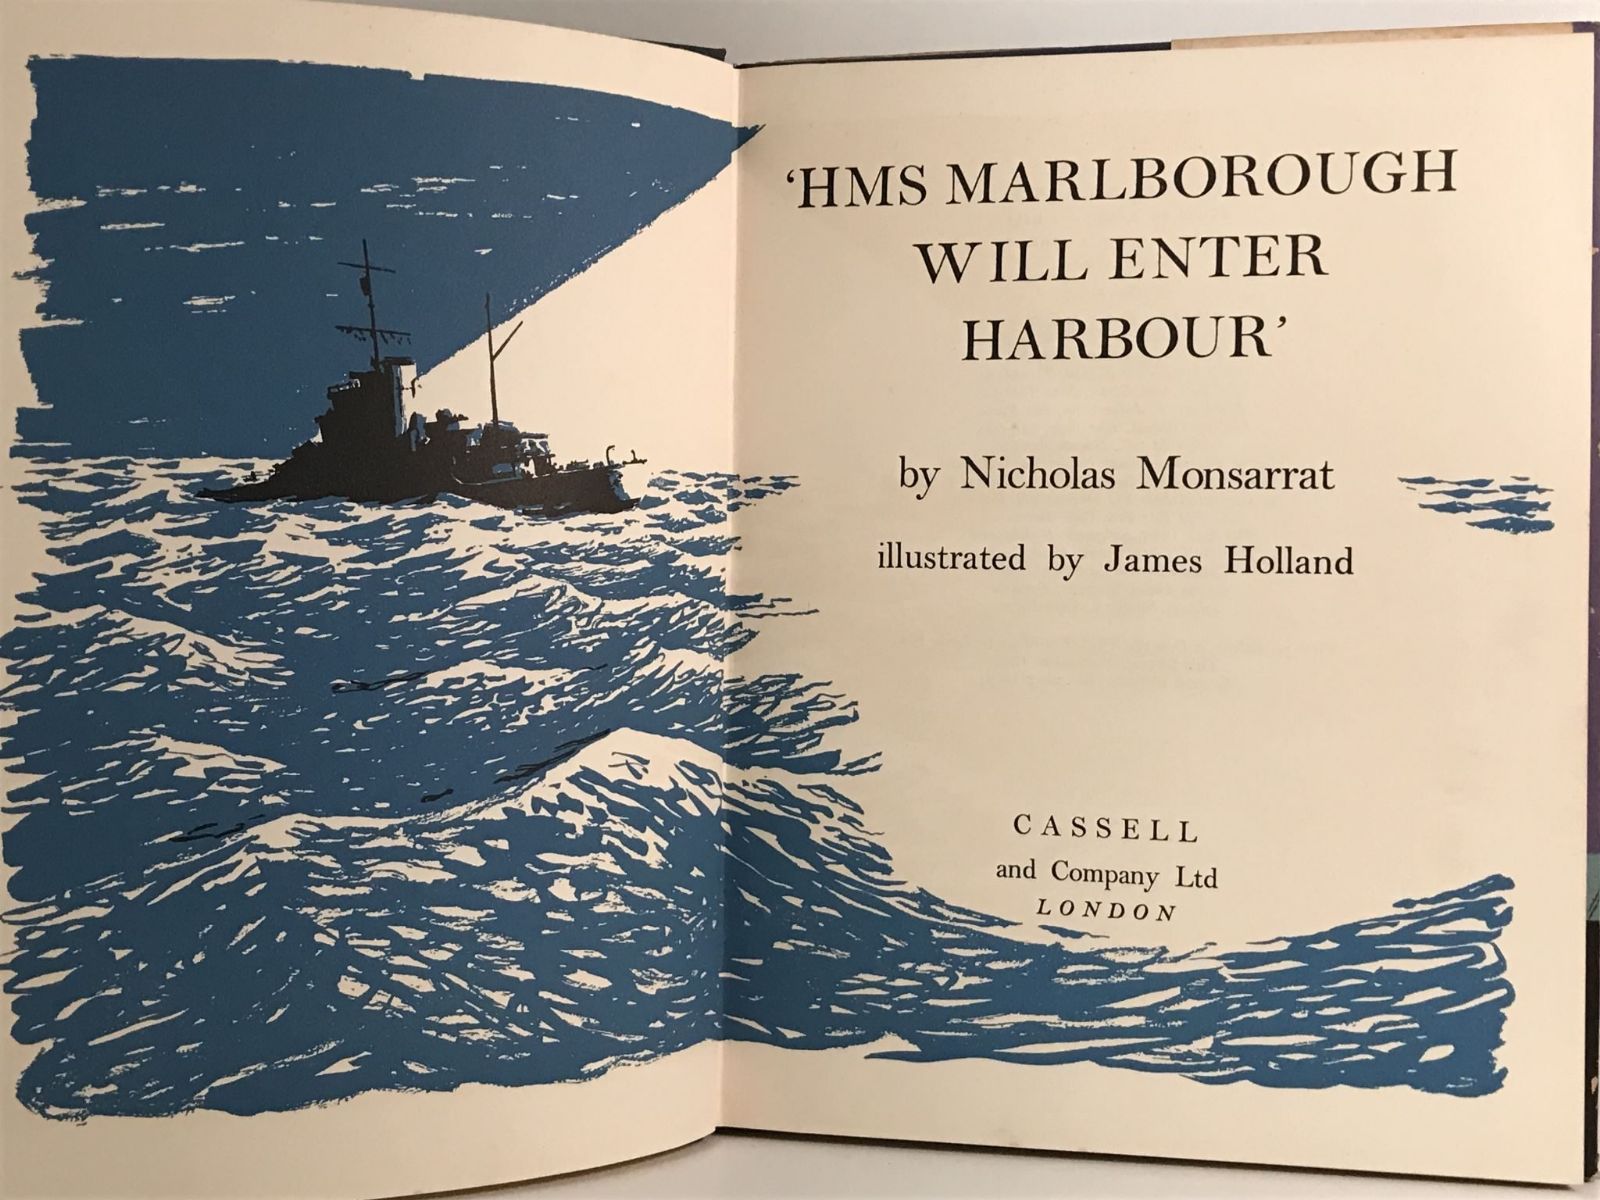 ‘HMS MARLBOROUGH
WILL ENTER
HARBOUR’
by Nicholas Monsarrat
illustrated by James Holland
CASSELL
and Company Ltd
LONDON